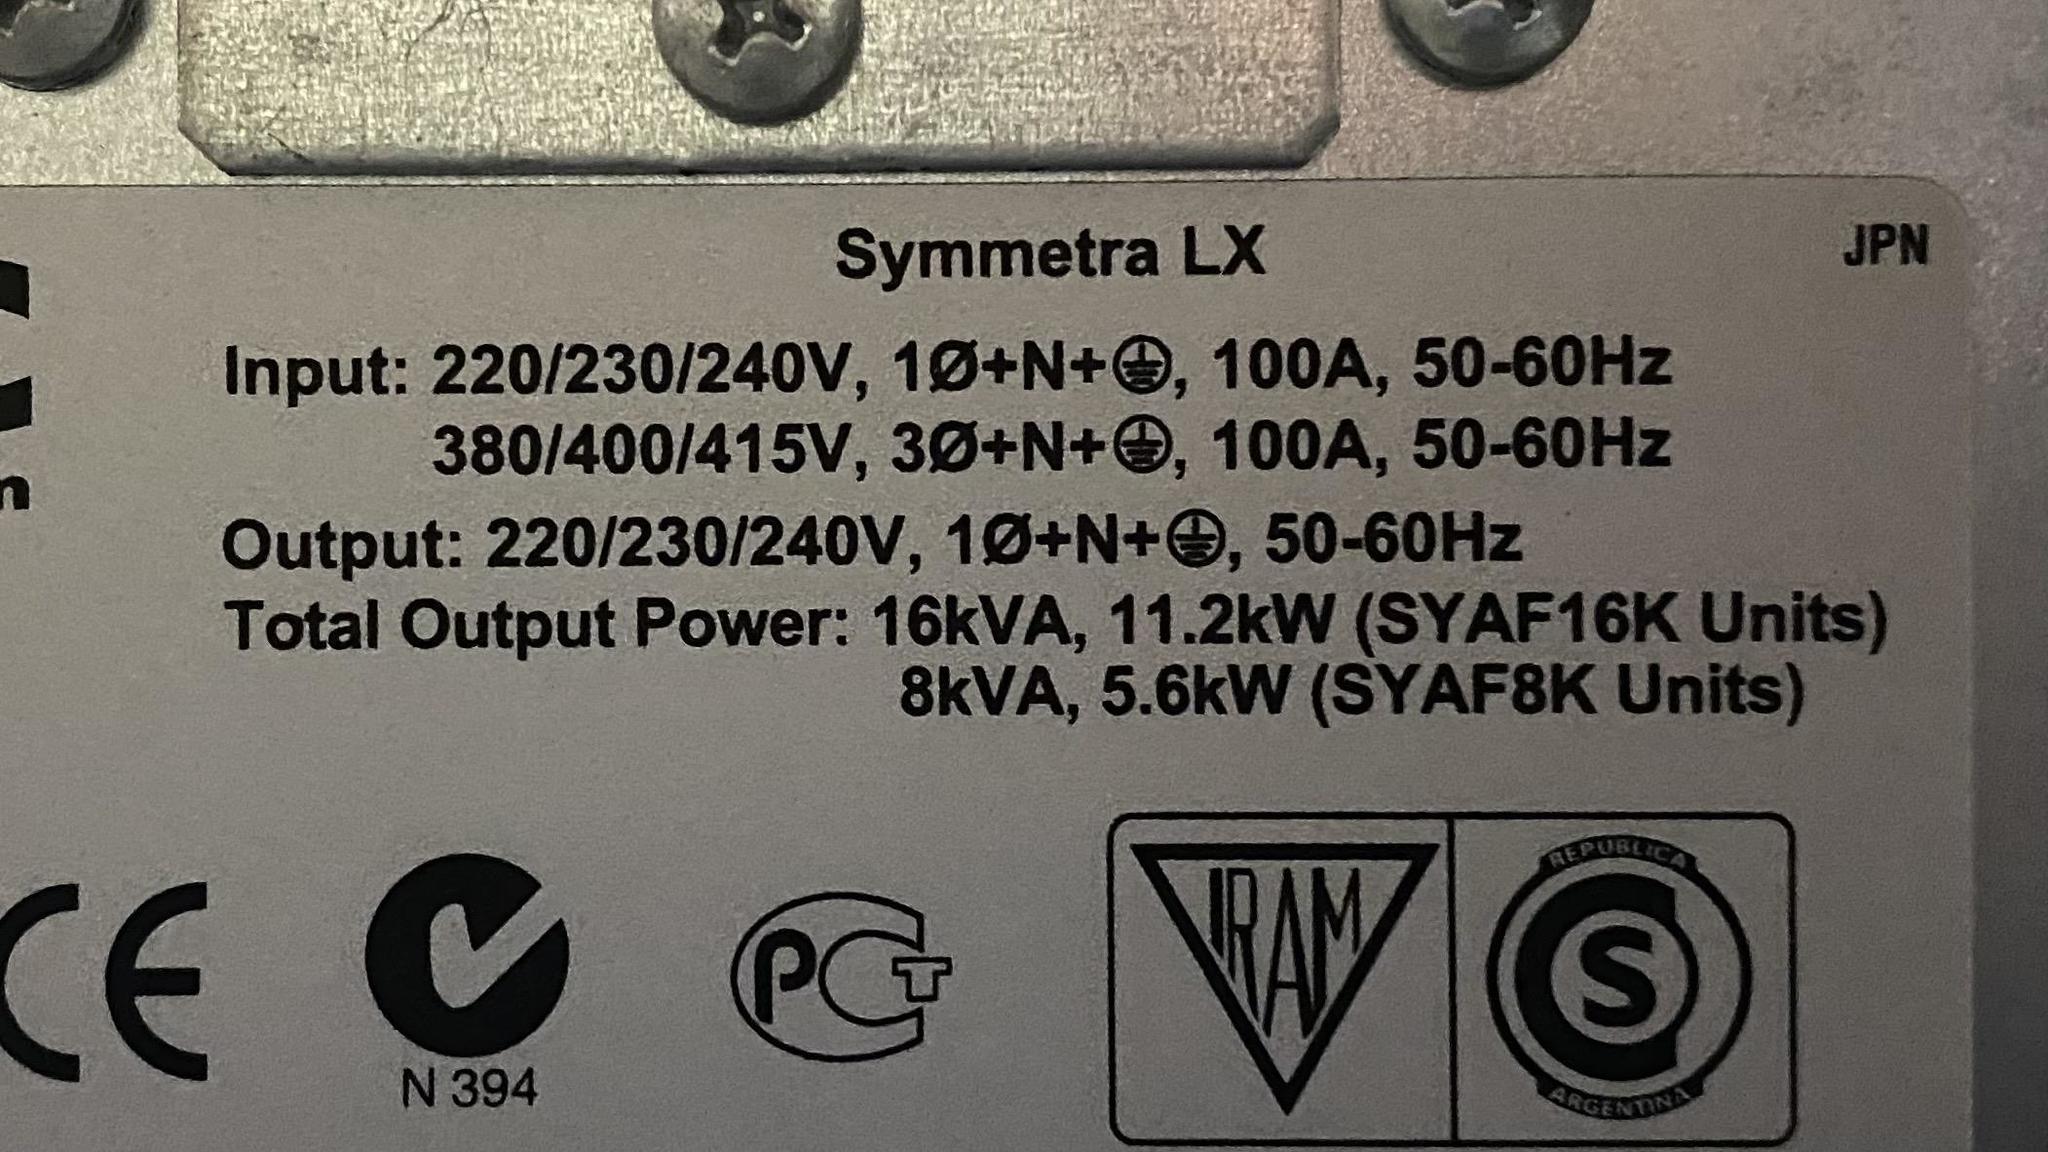 Symmetra LX
JPN
Input: 220/230/240V, 1Ø+N+⏚, 100A, 50-60Hz
380/400/415V, 3Ø+N+⏚, 100A, 50-60Hz
Output: 220/230/240V, 1Ø+N+⏚, 50-60Hz
Total Output Power: 16kVA, 11.2kW (SYAF16K Units)
8kVA, 5.6kW (SYAF8K Units)
CE
N 394
PCT
IRAM
REPUBLICA
S
ARGENTINA